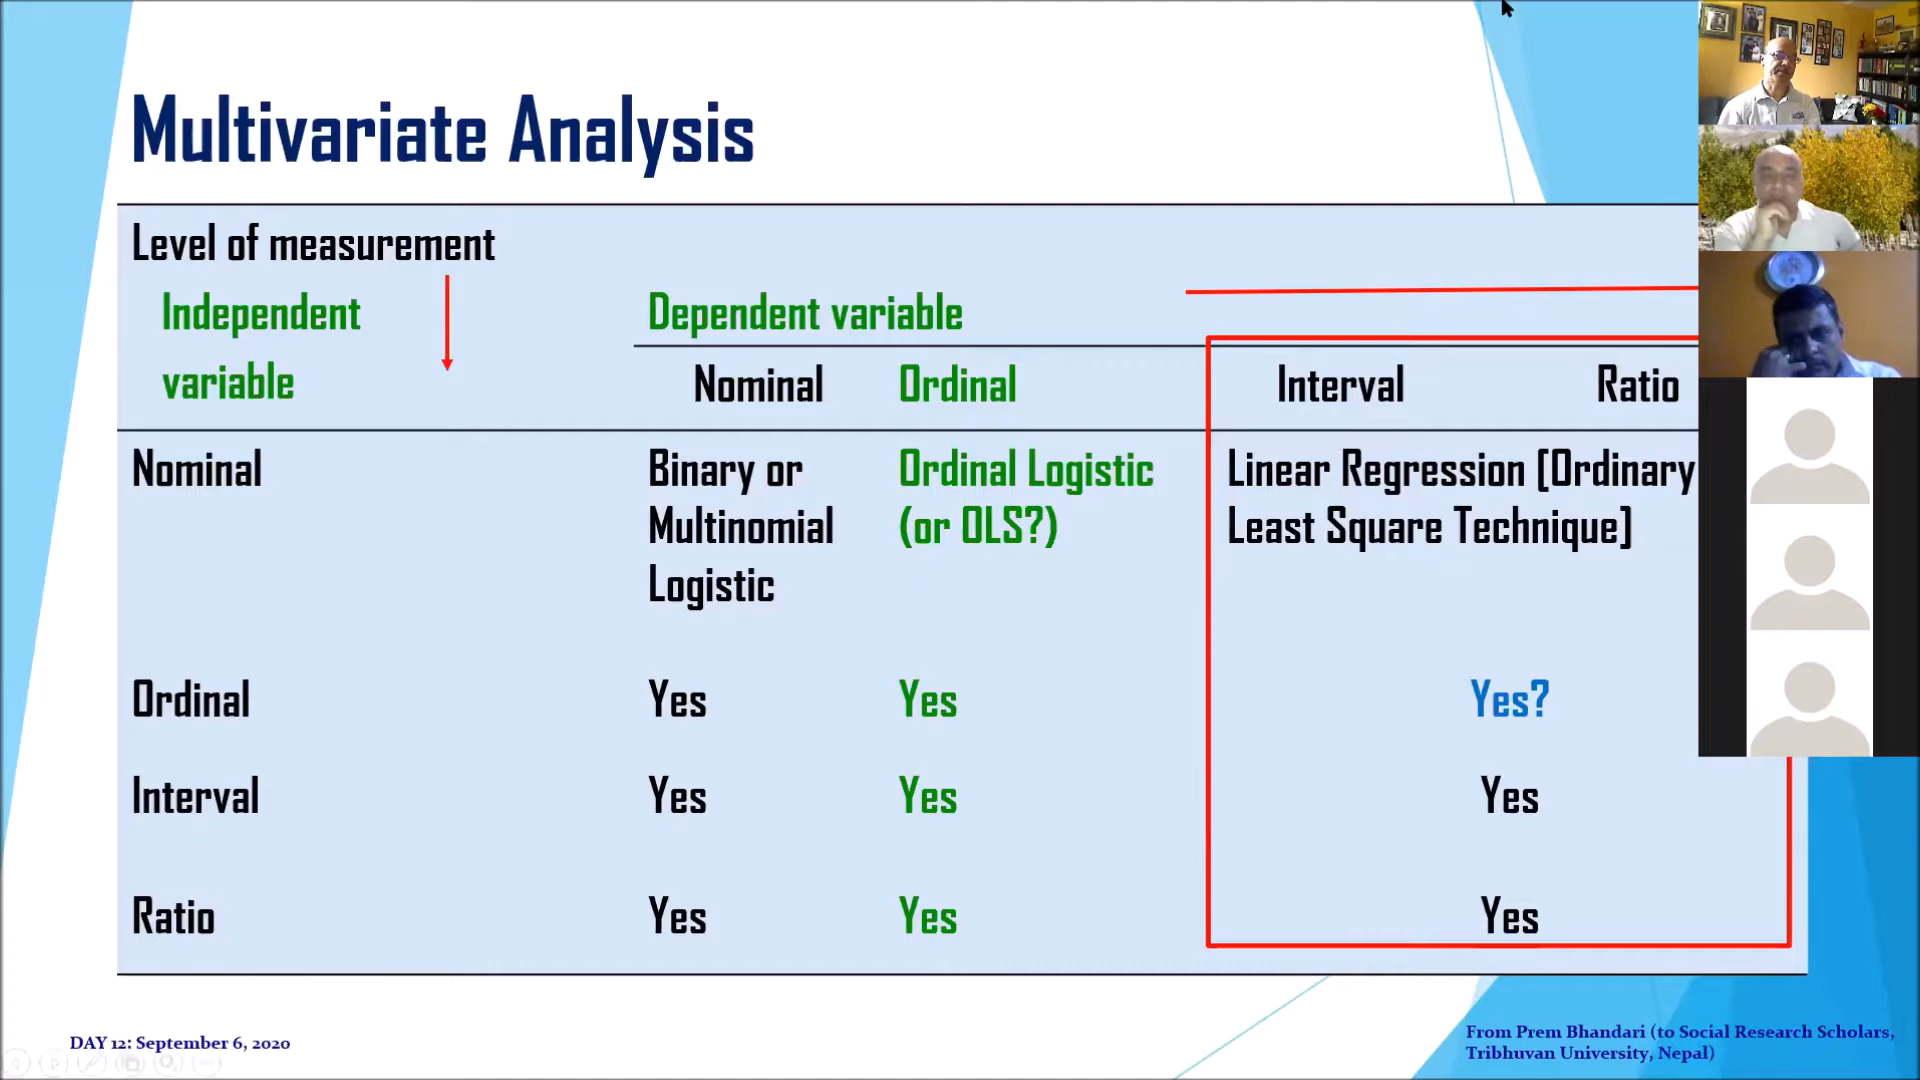 Multivariate Analysis
Level of measurement
Independent
variable
Dependent variable
Nominal Ordinal Interval Ratio
Nominal
Binary or
Multinomial
Logistic
Ordinal Logistic
(or OLS?)
Linear Regression [Ordinary
Least Square Technique]
Ordinal Yes Yes Yes?
Interval Yes Yes Yes
Ratio Yes Yes Yes
DAY 12: September 6, 2020
From Prem Bhandari (to Social Research Scholars,
Tribhuvan University, Nepal)